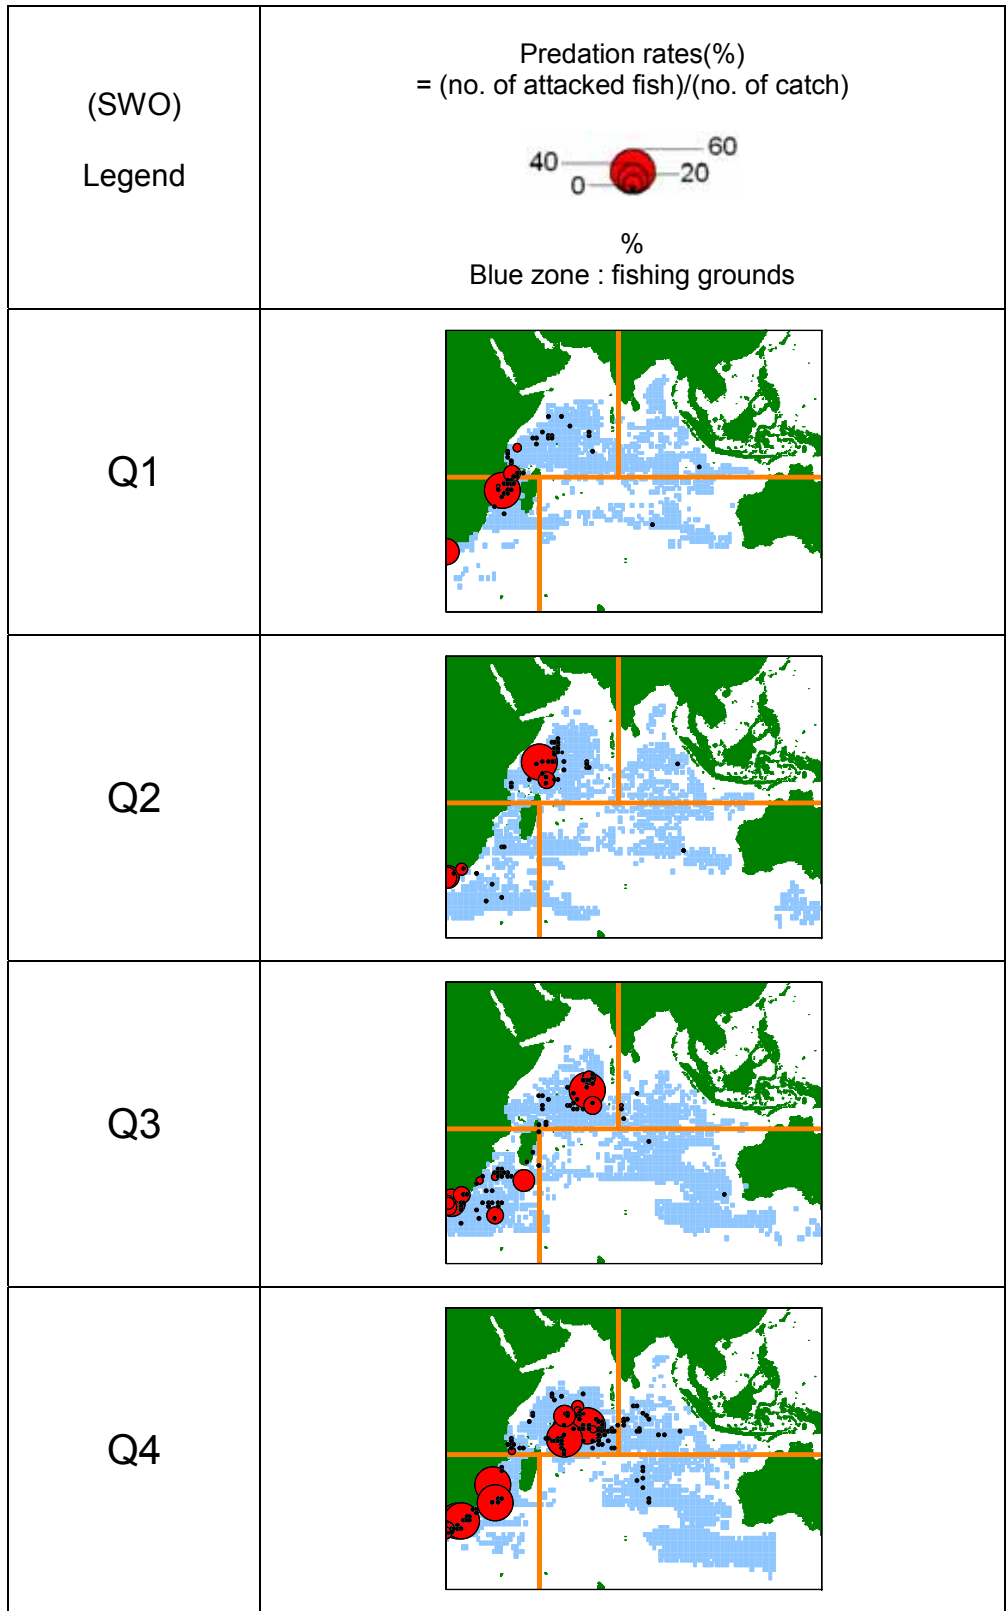 (SWO)
Legend
Predation rates(%)
= (no. of attacked fish)/(no. of catch)
60
40
20
0
%
Blue zone : fishing grounds
Q1
Q2
Q3
Q4